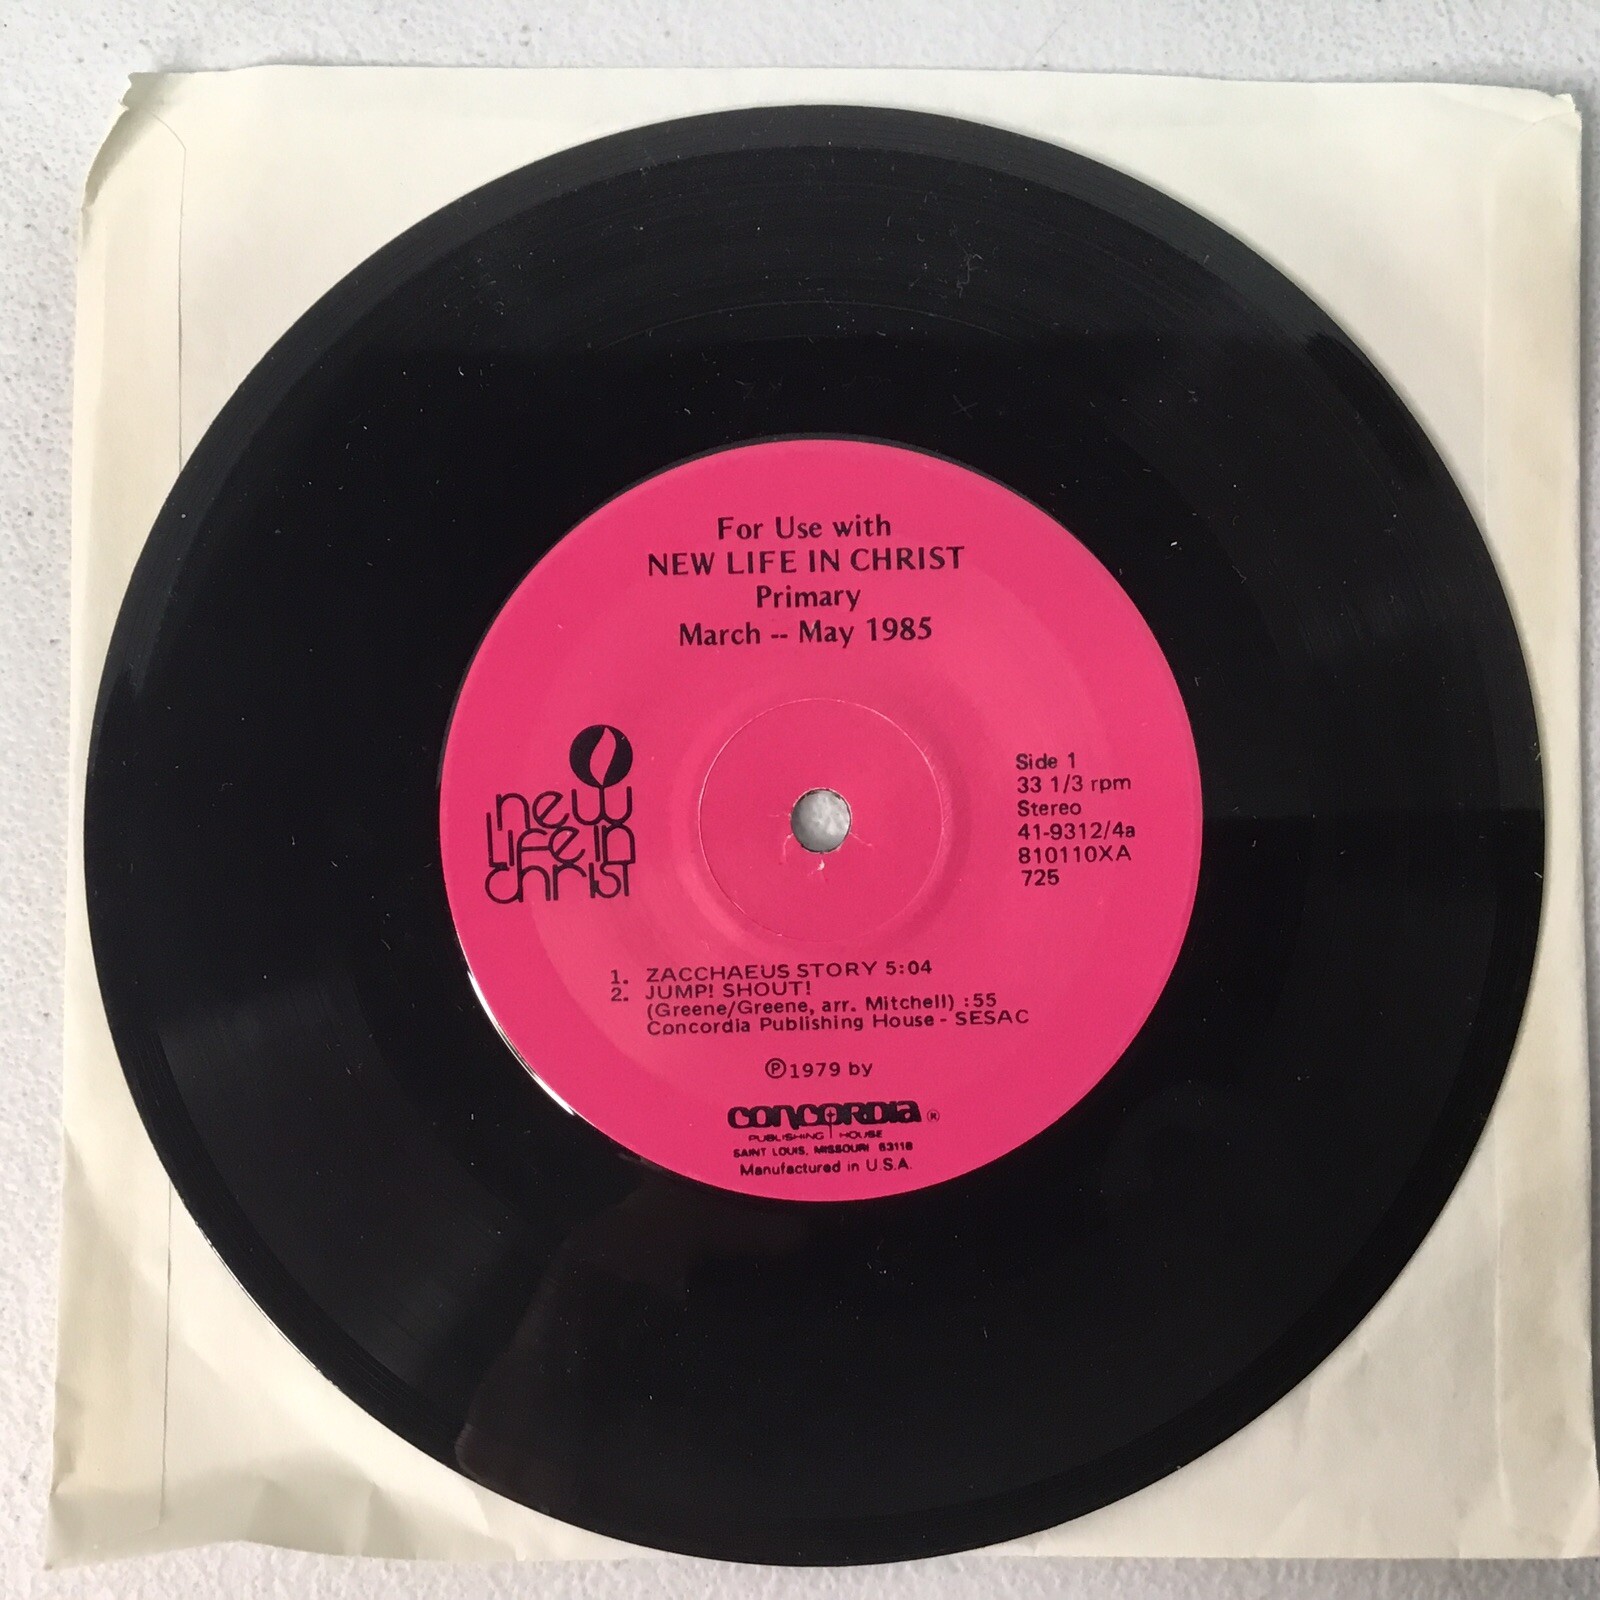 For Use with
NEW LIFE IN CHRIST
Primary
March -- May 1985
new
life in
christ
Side 1
33 1/3 rpm
Stereo
41-9312/4a
810110XA
725
1. ZACCHAEUS STORY 5:04
2. JUMP! SHOUT!
(Greene/Greene, arr. Mitchell) :55
Concordia Publishing House - SESAC
℗1979 by
CONCORDIA ®
PUBLISHING HOUSE
SAINT LOUIS, MISSOURI 63118
Manufactured in U.S.A.